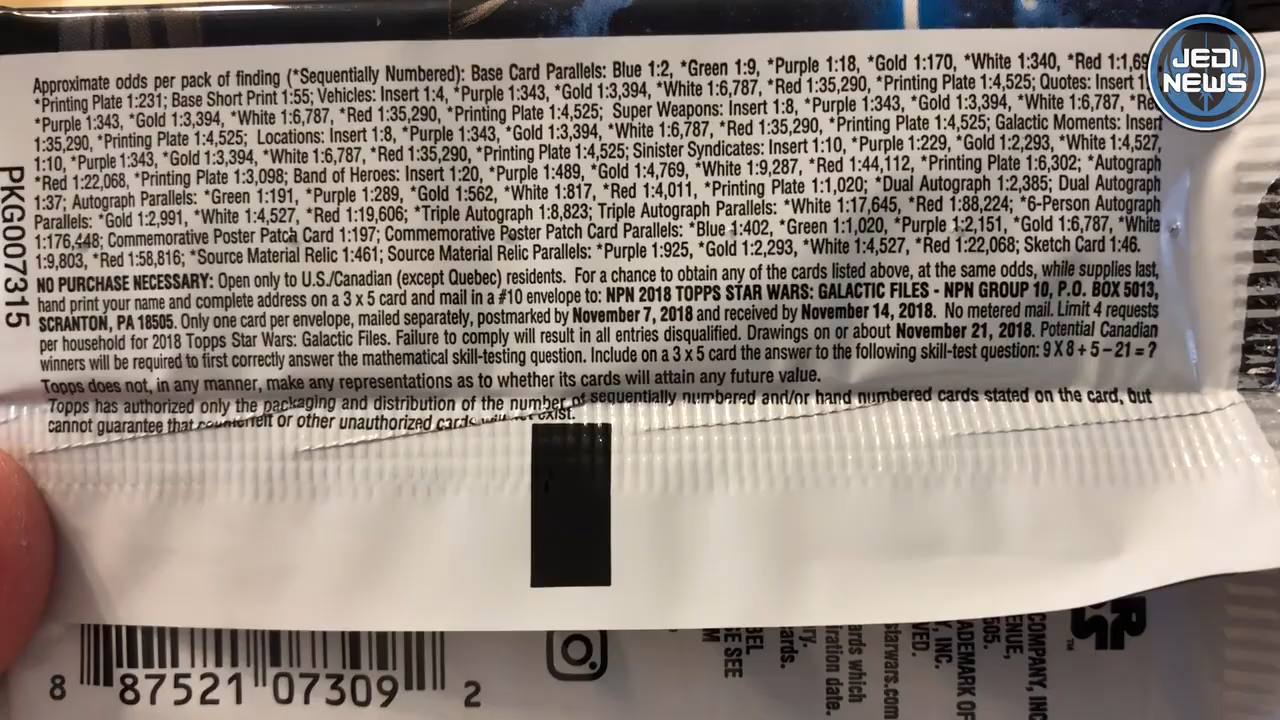 Approximate odds per pack of finding (*Sequentially Numbered): Base Card Parallels: Blue 1:2, *Green 1:9, *Purple 1:18, *Gold 1:170, *White 1:340, *Red 1:1,69
*Printing Plate 1:231; Base Short Print 1:55; Vehicles: Insert 1:4, *Purple 1:343, *Gold 1:3,394, *White 1:6,787, *Red 1:35,290, *Printing Plate 1:4,525; Quotes: Insert
*Purple 1:343, *Gold 1:3,394, *White 1:6,787, *Red 1:35,290, *Printing Plate 1:4,525; Super Weapons: Insert 1:8, *Purple 1:343, *Gold 1:3,394, *White 1:6,787, *Re
1:35,290, *Printing Plate 1:4,525; Locations: Insert 1:8, *Purple 1:343, *Gold 1:3,394, *White 1:6,787, *Red 1:35,290, *Printing Plate 1:4,525; Galactic Moments: Insert
1:10, *Purple 1:343, *Gold 1:3,394, *White 1:6,787, *Red 1:35,290, *Printing Plate 1:4,525; Sinister Syndicates: Insert 1:10, *Purple 1:229, *Gold 1:2,293, *White 1:4,527,
*Red 1:22,068, *Printing Plate 1:3,098; Band of Heroes: Insert 1:20, *Purple 1:489, *Gold 1:4,769, *White 1:9,287, *Red 1:44,112, *Printing Plate 1:6,302; *Autograph
1:37; Autograph Parallels: *Green 1:191, *Purple 1:289, *Gold 1:562, *White 1:817, *Red 1:4,011, *Printing Plate 1:1,020; *Dual Autograph 1:2,385; Dual Autograph
Parallels: *Gold 1:2,991, *White 1:4,527, *Red 1:19,606; *Triple Autograph 1:8,823; Triple Autograph Parallels: *White 1:17,645, *Red 1:88,224; *6-Person Autograph
1:176,448; Commemorative Poster Patch Card 1:197; Commemorative Poster Patch Card Parallels: *Blue 1:402, *Green 1:1,020, *Purple 1:2,151, *Gold 1:6,787, *White
1:9,803, *Red 1:58,816; *Source Material Relic 1:461; Source Material Relic Parallels: *Purple 1:925, *Gold 1:2,293, *White 1:4,527, *Red 1:22,068; Sketch Card 1:46.
NO PURCHASE NECESSARY: Open only to U.S./Canadian (except Quebec) residents. For a chance to obtain any of the cards listed above, at the same odds, while supplies last,
hand print your name and complete address on a 3 x 5 card and mail in a #10 envelope to: NPN 2018 TOPPS STAR WARS: GALACTIC FILES - NPN GROUP 10, P.O. BOX 5013,
SCRANTON, PA 18505. Only one card per envelope, mailed separately, postmarked by November 7, 2018 and received by November 14, 2018. No metered mail. Limit 4 requests
per household for 2018 Topps Star Wars: Galactic Files. Failure to comply will result in all entries disqualified. Drawings on or about November 21, 2018. Potential Canadian
winners will be required to first correctly answer the mathematical skill-testing question. Include on a 3 x 5 card the answer to the following skill-test question: 9 X 8 + 5 – 21 = ?
Topps does not, in any manner, make any representations as to whether its cards will attain any future value.
Topps has authorized only the packaging and distribution of the number of sequentially numbered and/or hand numbered cards stated on the card, but
cannot guarantee that counterfeit or other unauthorized cards will not exist.
PKG007315
JEDI
NEWS
8 87521 07309 2
COMPANY, INC
ENUE,
505.
ADEMARK OF
Y, INC.
VED.
starwars.com
ards which
iration date.
ry.
ards.
BEL
GE SEE
M
TM